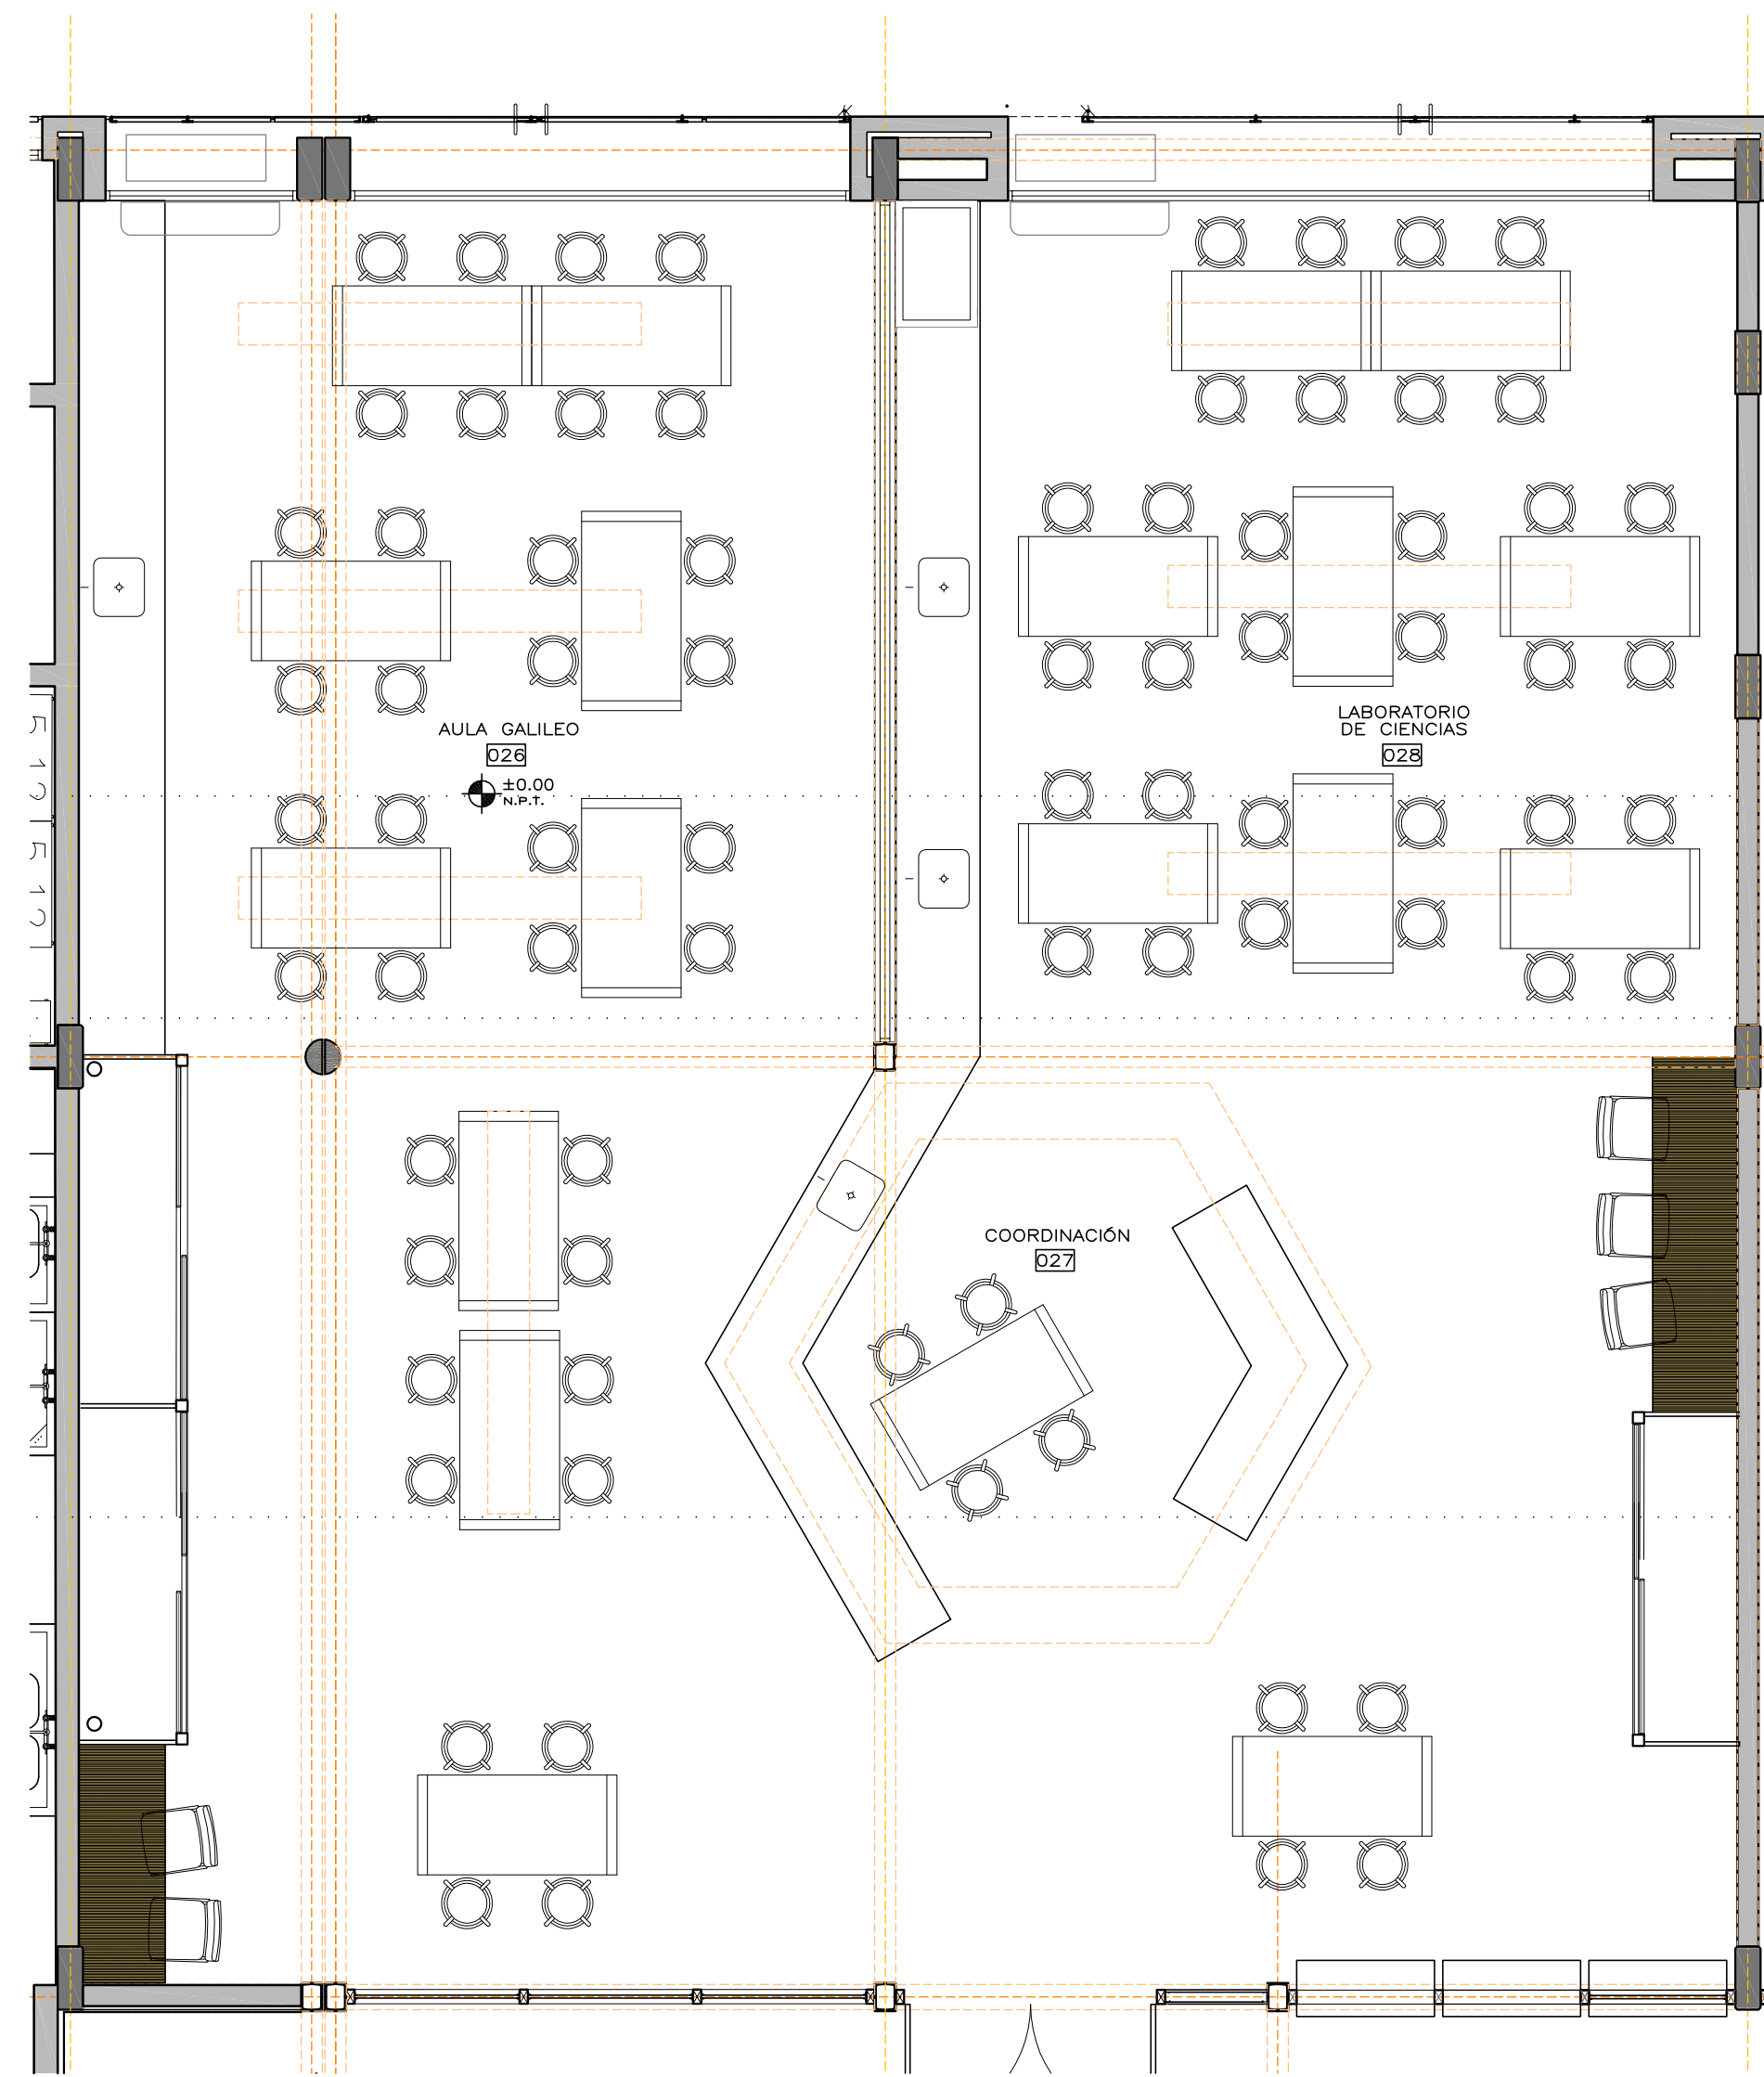 AULA GALILEO
026
±0.00
N.P.T.
LABORATORIO
DE CIENCIAS
028
COORDINACIÓN
027